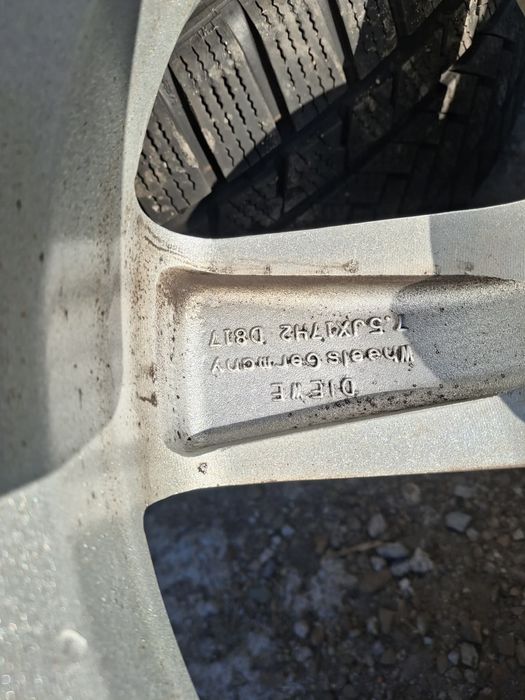 DIEWE
Wheels Germany
7.5JX17H2 D817